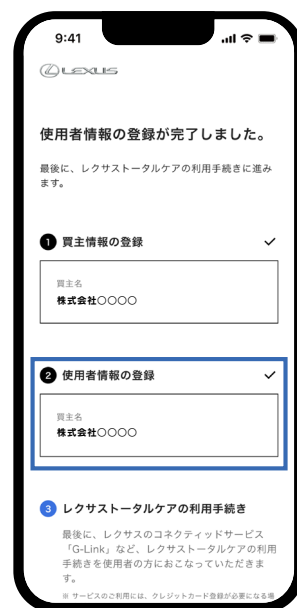 9:41
LEXUS
使用者情報の登録が完了しました。
最後に、レクサストータルケアの利用手続きに進み
ます。
1 買主情報の登録
買主名
株式会社〇〇〇〇
2 使用者情報の登録
買主名
株式会社〇〇〇〇
3 レクサストータルケアの利用手続き
最後に、レクサスのコネクティッドサービス
「G-Link」など、レクサストータルケアの利用
手続きを使用者の方におこなっていただきま
す。
※ サービスのご利用には、クレジットカード登録が必要になる場